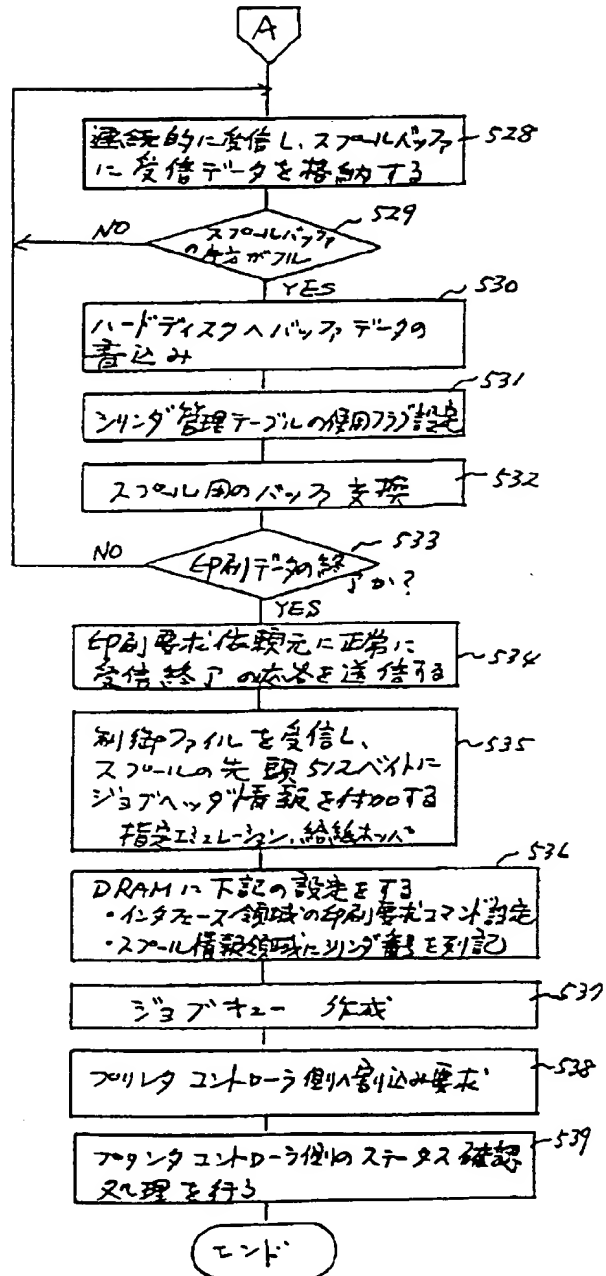 A
連続的に受信し、スプールバッファ
に受信データを格納する
528
スプールバッファ
の片方がフル
529
NO
YES
530
ハードディスクへバッファデータの
書込み
531
シリンダ管理テーブルの使用フラグ設定
スプール用のバッファ交換
532
533
NO
印刷データの終
了か?
YES
印刷要求依頼元に正常に
受信終了の応答を送信する
534
制御ファイルを受信し、
スプールの先頭512バイトに
ジョブヘッダ情報を付加する
指定エミュレーション、給紙ホッパ
535
536
DRAMに下記の設定をする
・インタフェース領域の印刷要求コマンド設定
・スプール情報領域にシリンダ番号を列記
ジョブキュー 作成
537
プリンタコントローラ側へ割り込み要求
538
プリンタコントローラ側のステータス確認
処理を行う
539
エンド